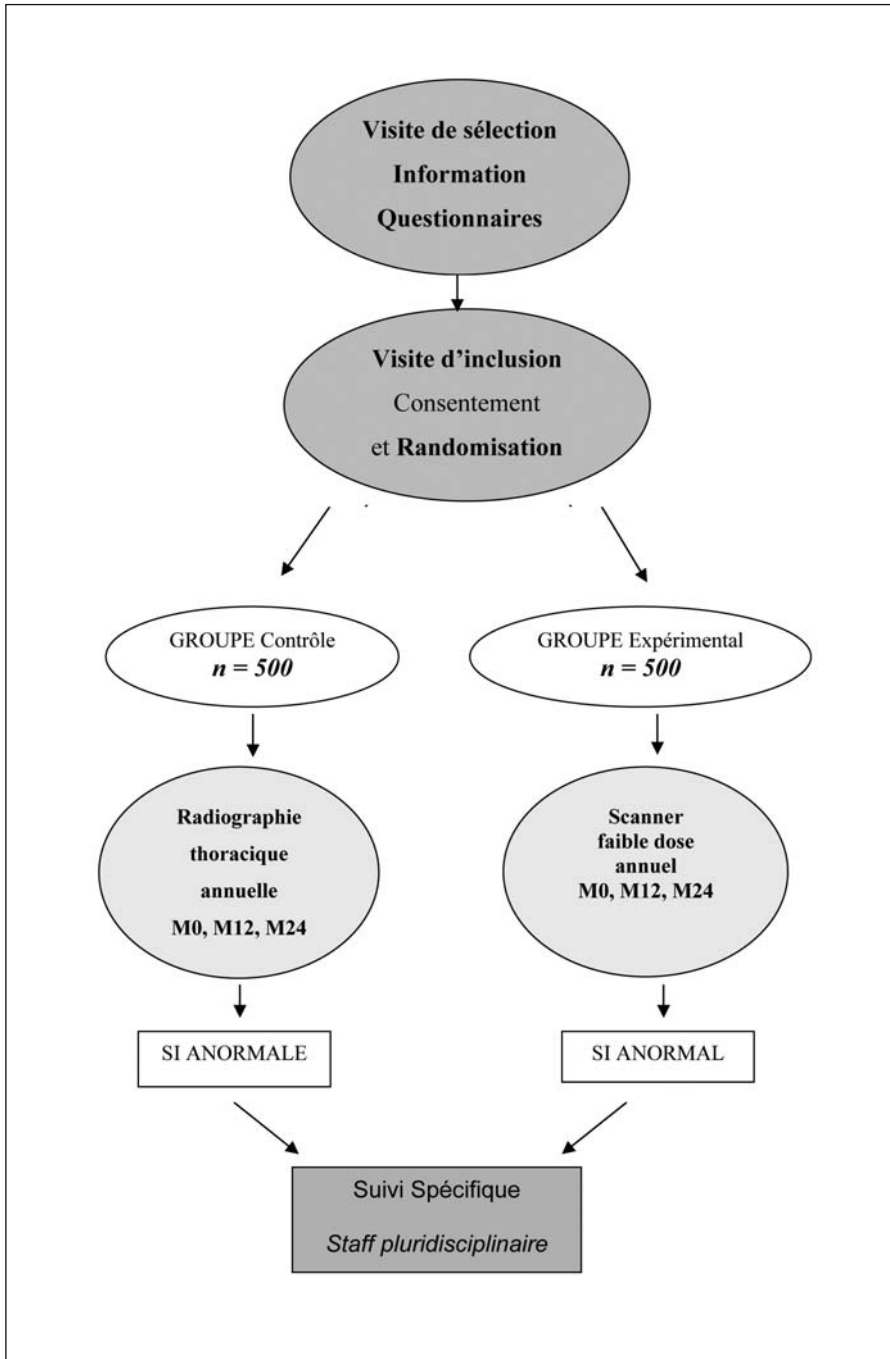 Visite de sélection
Information
Questionnaires
Visite d'inclusion
Consentement
et Randomisation
GROUPE Contrôle
n = 500
GROUPE Expérimental
n = 500
Radiographie
thoracique
annuelle
M0, M12, M24
Scanner
faible dose
annuel
M0, M12, M24
SI ANORMALE
SI ANORMAL
Suivi Spécifique
Staff pluridisciplinaire